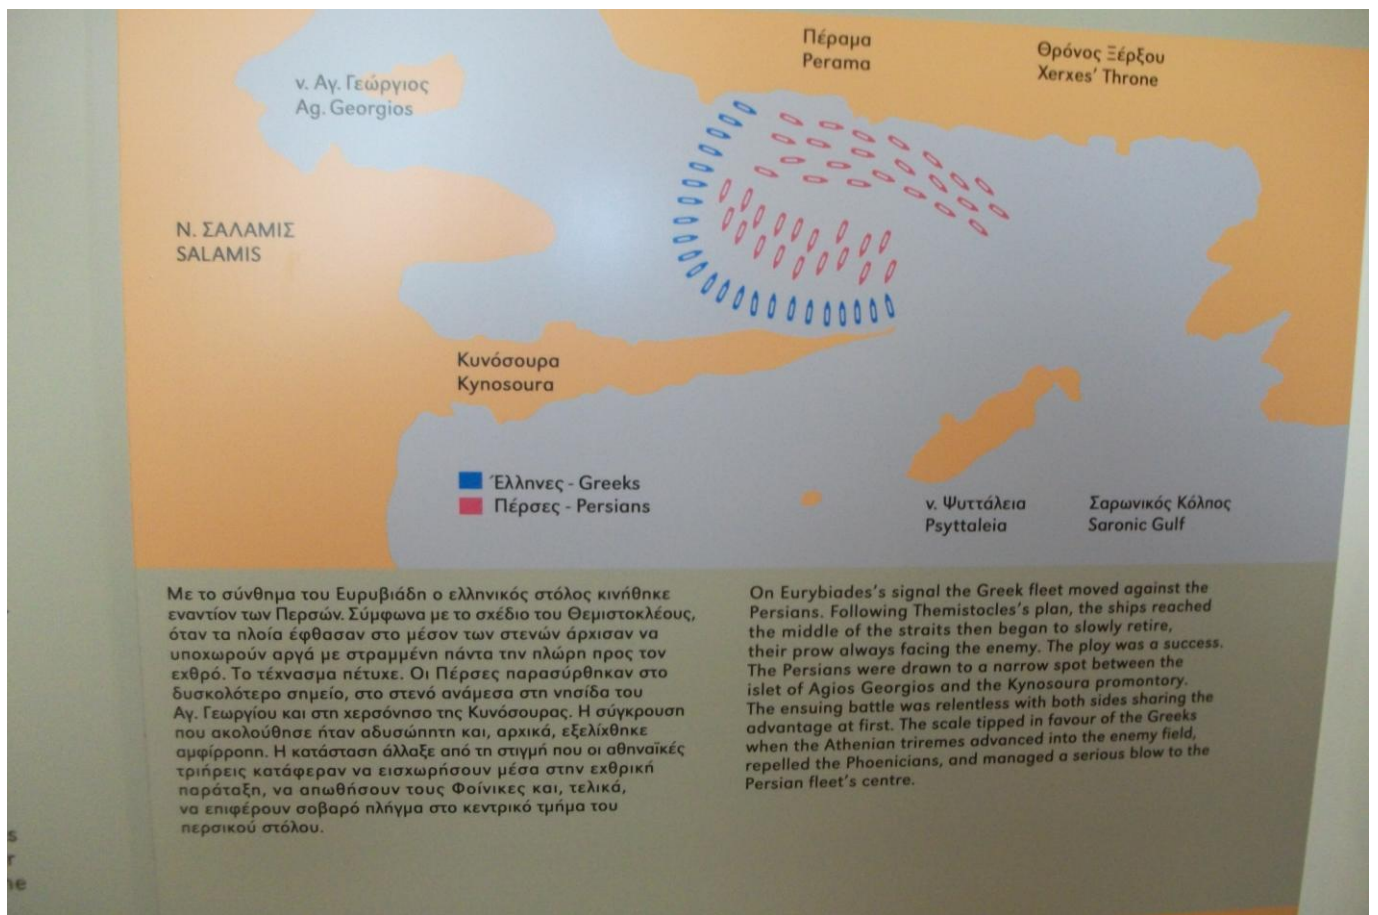 Πέραμα
Perama
Θρόνος Ξέρξου
Xerxes' Throne
ν. Αγ. Γεώργιος
Ag. Georgios
Ν. ΣΑΛΑΜΙΣ
SALAMIS
Κυνόσουρα
Kynosoura
Έλληνες - Greeks
Πέρσες - Persians
ν. Ψυττάλεια
Psyttaleia
Σαρωνικός Κόλπος
Saronic Gulf
Με το σύνθημα του Ευρυβιάδη ο ελληνικός στόλος κινήθηκε
εναντίον των Περσών. Σύμφωνα με το σχέδιο του Θεμιστοκλέους,
όταν τα πλοία έφθασαν στο μέσον των στενών άρχισαν να
υποχωρούν αργά με στραμμένη πάντα την πλώρη προς τον
εχθρό. Το τέχνασμα πέτυχε. Οι Πέρσες παρασύρθηκαν στο
δυσκολότερο σημείο, στο στενό ανάμεσα στη νησίδα του
Αγ. Γεωργίου και στη χερσόνησο της Κυνόσουρας. Η σύγκρουση
που ακολούθησε ήταν αδυσώπητη και, αρχικά, εξελίχθηκε
αμφίρροπη. Η κατάσταση άλλαξε από τη στιγμή που οι αθηναϊκές
τριήρεις κατάφεραν να εισχωρήσουν μέσα στην εχθρική
παράταξη, να απωθήσουν τους Φοίνικες και, τελικά,
να επιφέρουν σοβαρό πλήγμα στο κεντρικό τμήμα του
περσικού στόλου.
On Eurybiades's signal the Greek fleet moved against the
Persians. Following Themistocles's plan, the ships reached
the middle of the straits then began to slowly retire,
their prow always facing the enemy. The ploy was a success.
The Persians were drawn to a narrow spot between the
islet of Agios Georgios and the Kynosoura promontory.
The ensuing battle was relentless with both sides sharing the
advantage at first. The scale tipped in favour of the Greeks
when the Athenian triremes advanced into the enemy field,
repelled the Phoenicians, and managed a serious blow to the
Persian fleet's centre.